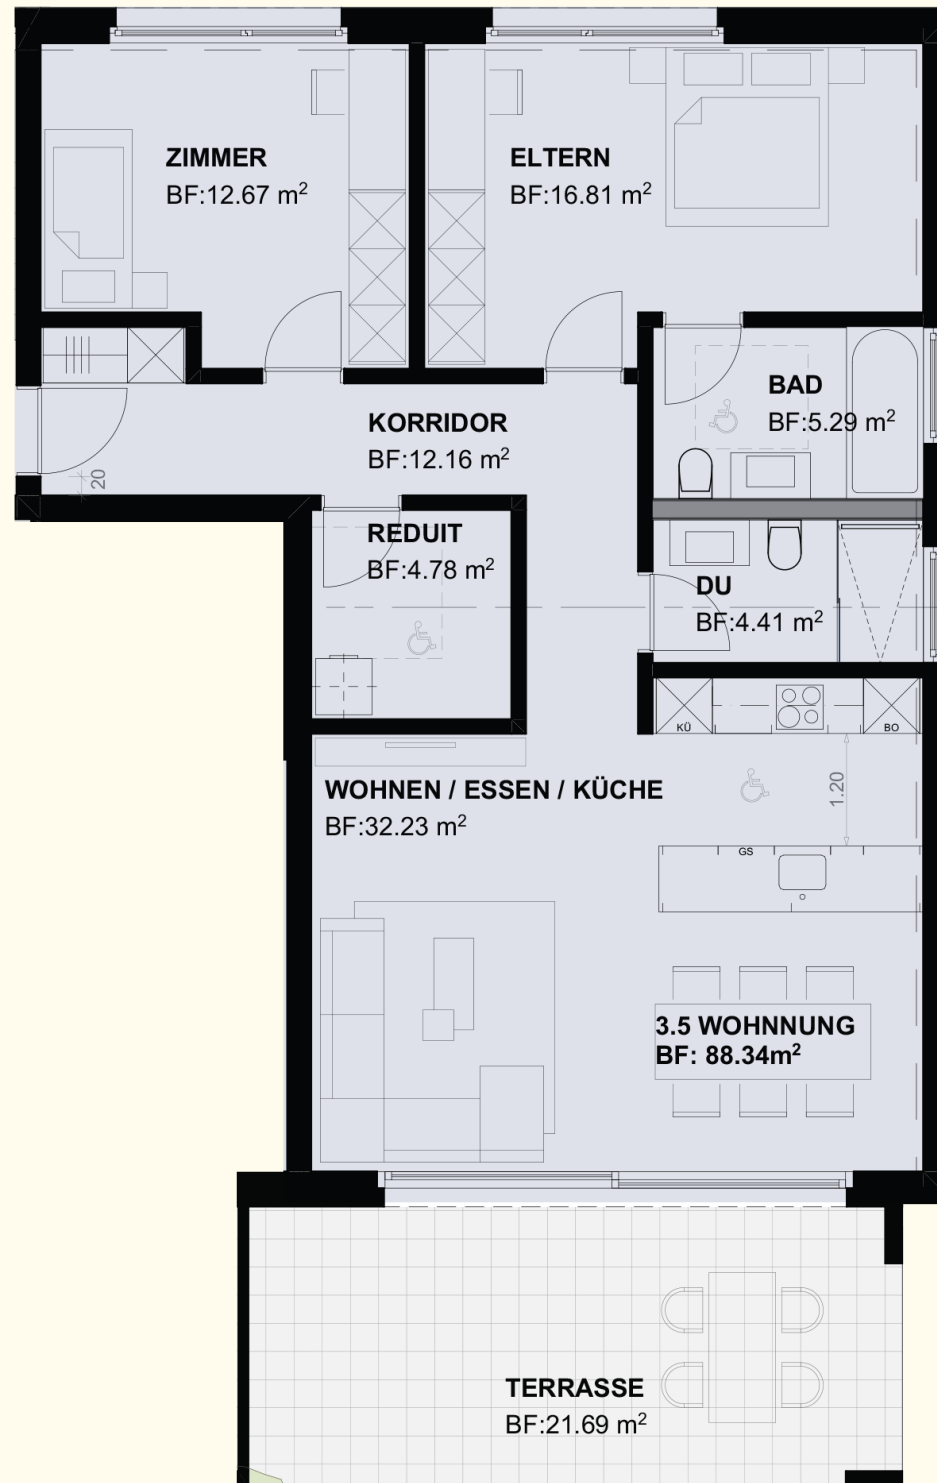 ZIMMER
BF:12.67 m²
ELTERN
BF:16.81 m²
BAD
BF:5.29 m²
KORRIDOR
BF:12.16 m²
20
REDUIT
BF:4.78 m²
DU
BF:4.41 m²
KÜ
BO
WOHNEN / ESSEN / KÜCHE
BF:32.23 m²
1.20
GS
3.5 WOHNNUNG
BF: 88.34m²
TERRASSE
BF:21.69 m²